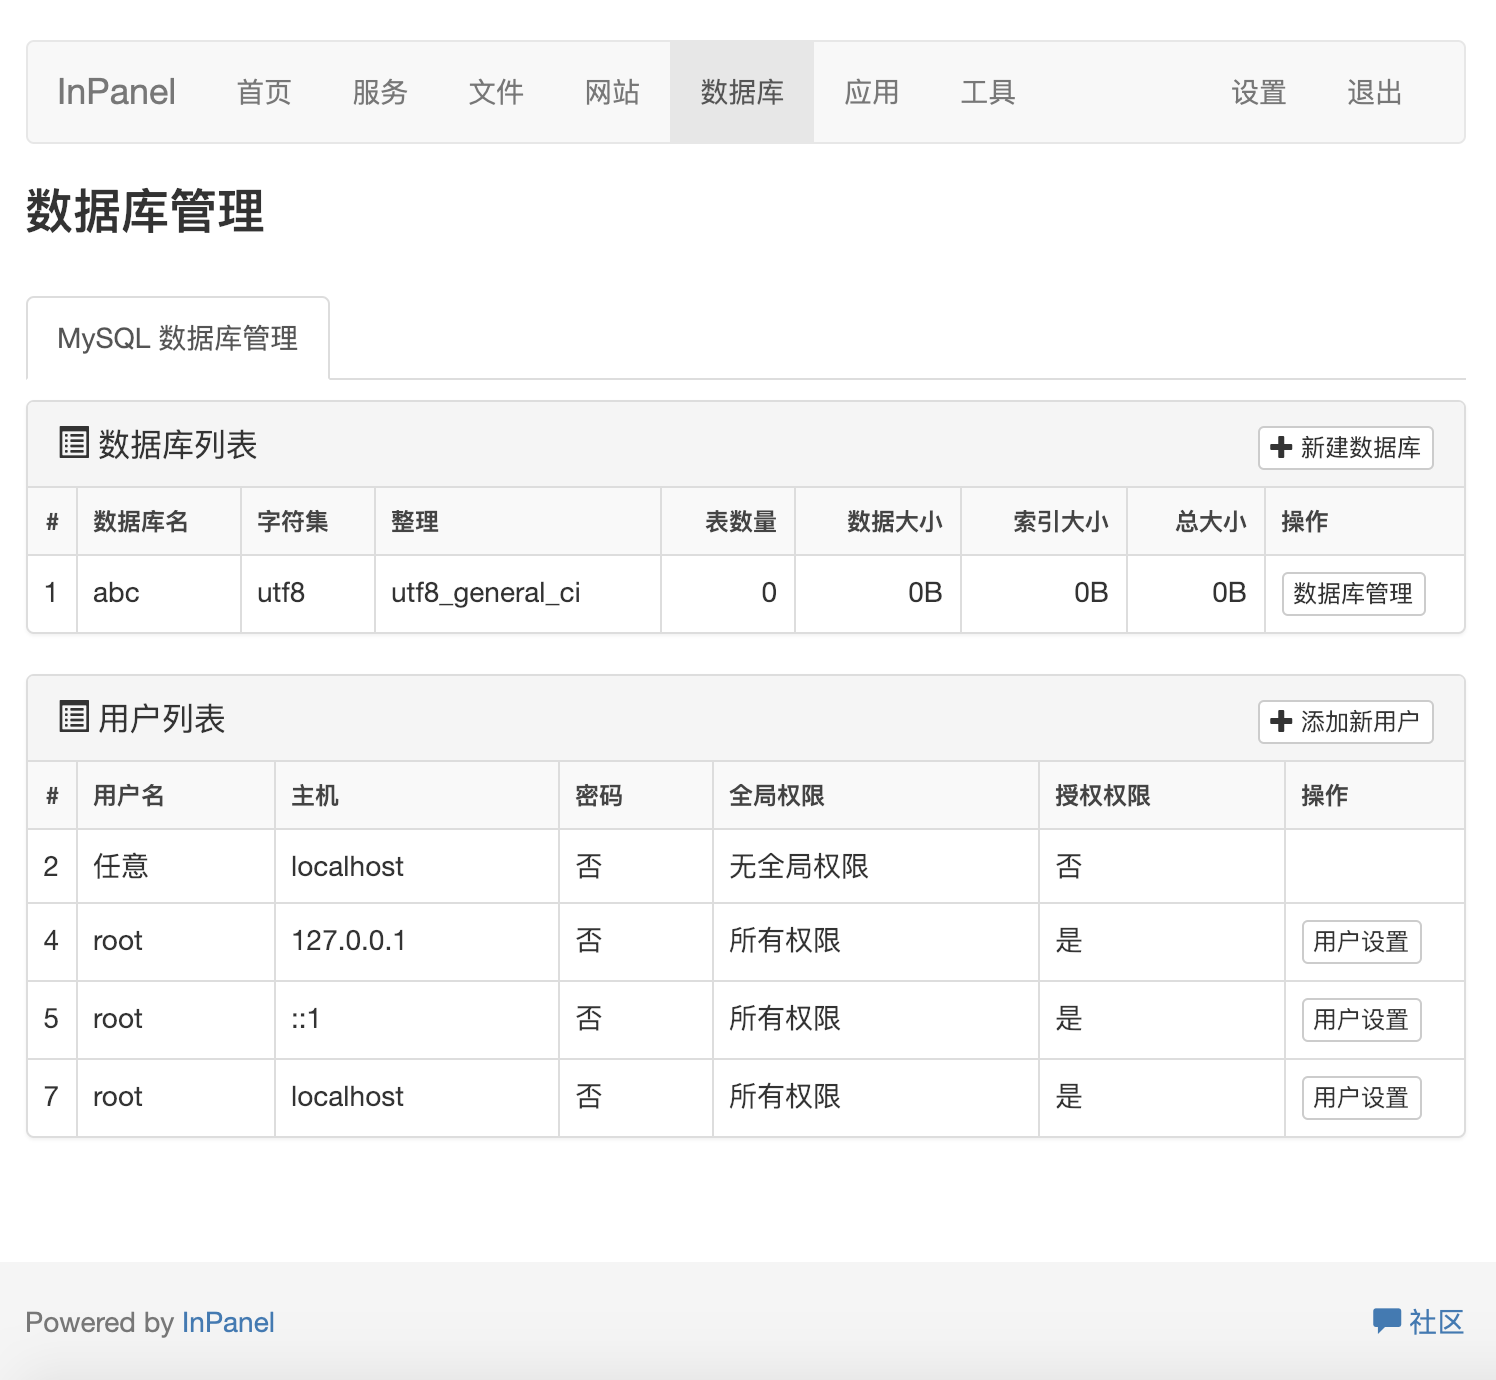 InPanel 首页 服务 文件 网站 数据库 应用 工具 设置 退出
数据库管理
MySQL 数据库管理
数据库列表 新建数据库
# 数据库名 字符集 整理 表数量 数据大小 索引大小 总大小 操作
1 abc utf8 utf8_general_ci 0 0B 0B 0B 数据库管理
用户列表 添加新用户
# 用户名 主机 密码 全局权限 授权权限 操作
2 任意 localhost 否 无全局权限 否
4 root 127.0.0.1 否 所有权限 是 用户设置
5 root ::1 否 所有权限 是 用户设置
7 root localhost 否 所有权限 是 用户设置
Powered by InPanel 社区